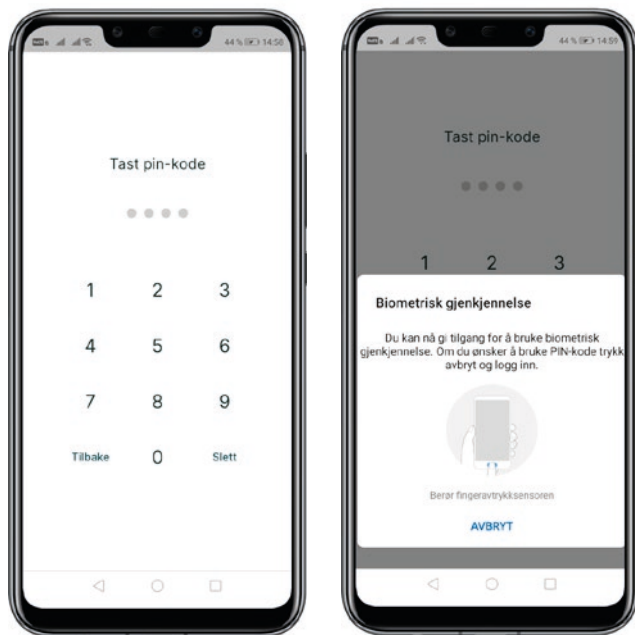 44 % 14:58
Tast pin-kode
1 2 3
4 5 6
7 8 9
Tilbake 0 Slett
44 % 14:59
Tast pin-kode
1 2 3
Biometrisk gjenkjennelse
Du kan nå gi tilgang for å bruke biometrisk
gjenkjennelse. Om du ønsker å bruke PIN-kode trykk
avbryt og logg inn.
Berør fingeravtrykksensoren
AVBRYT